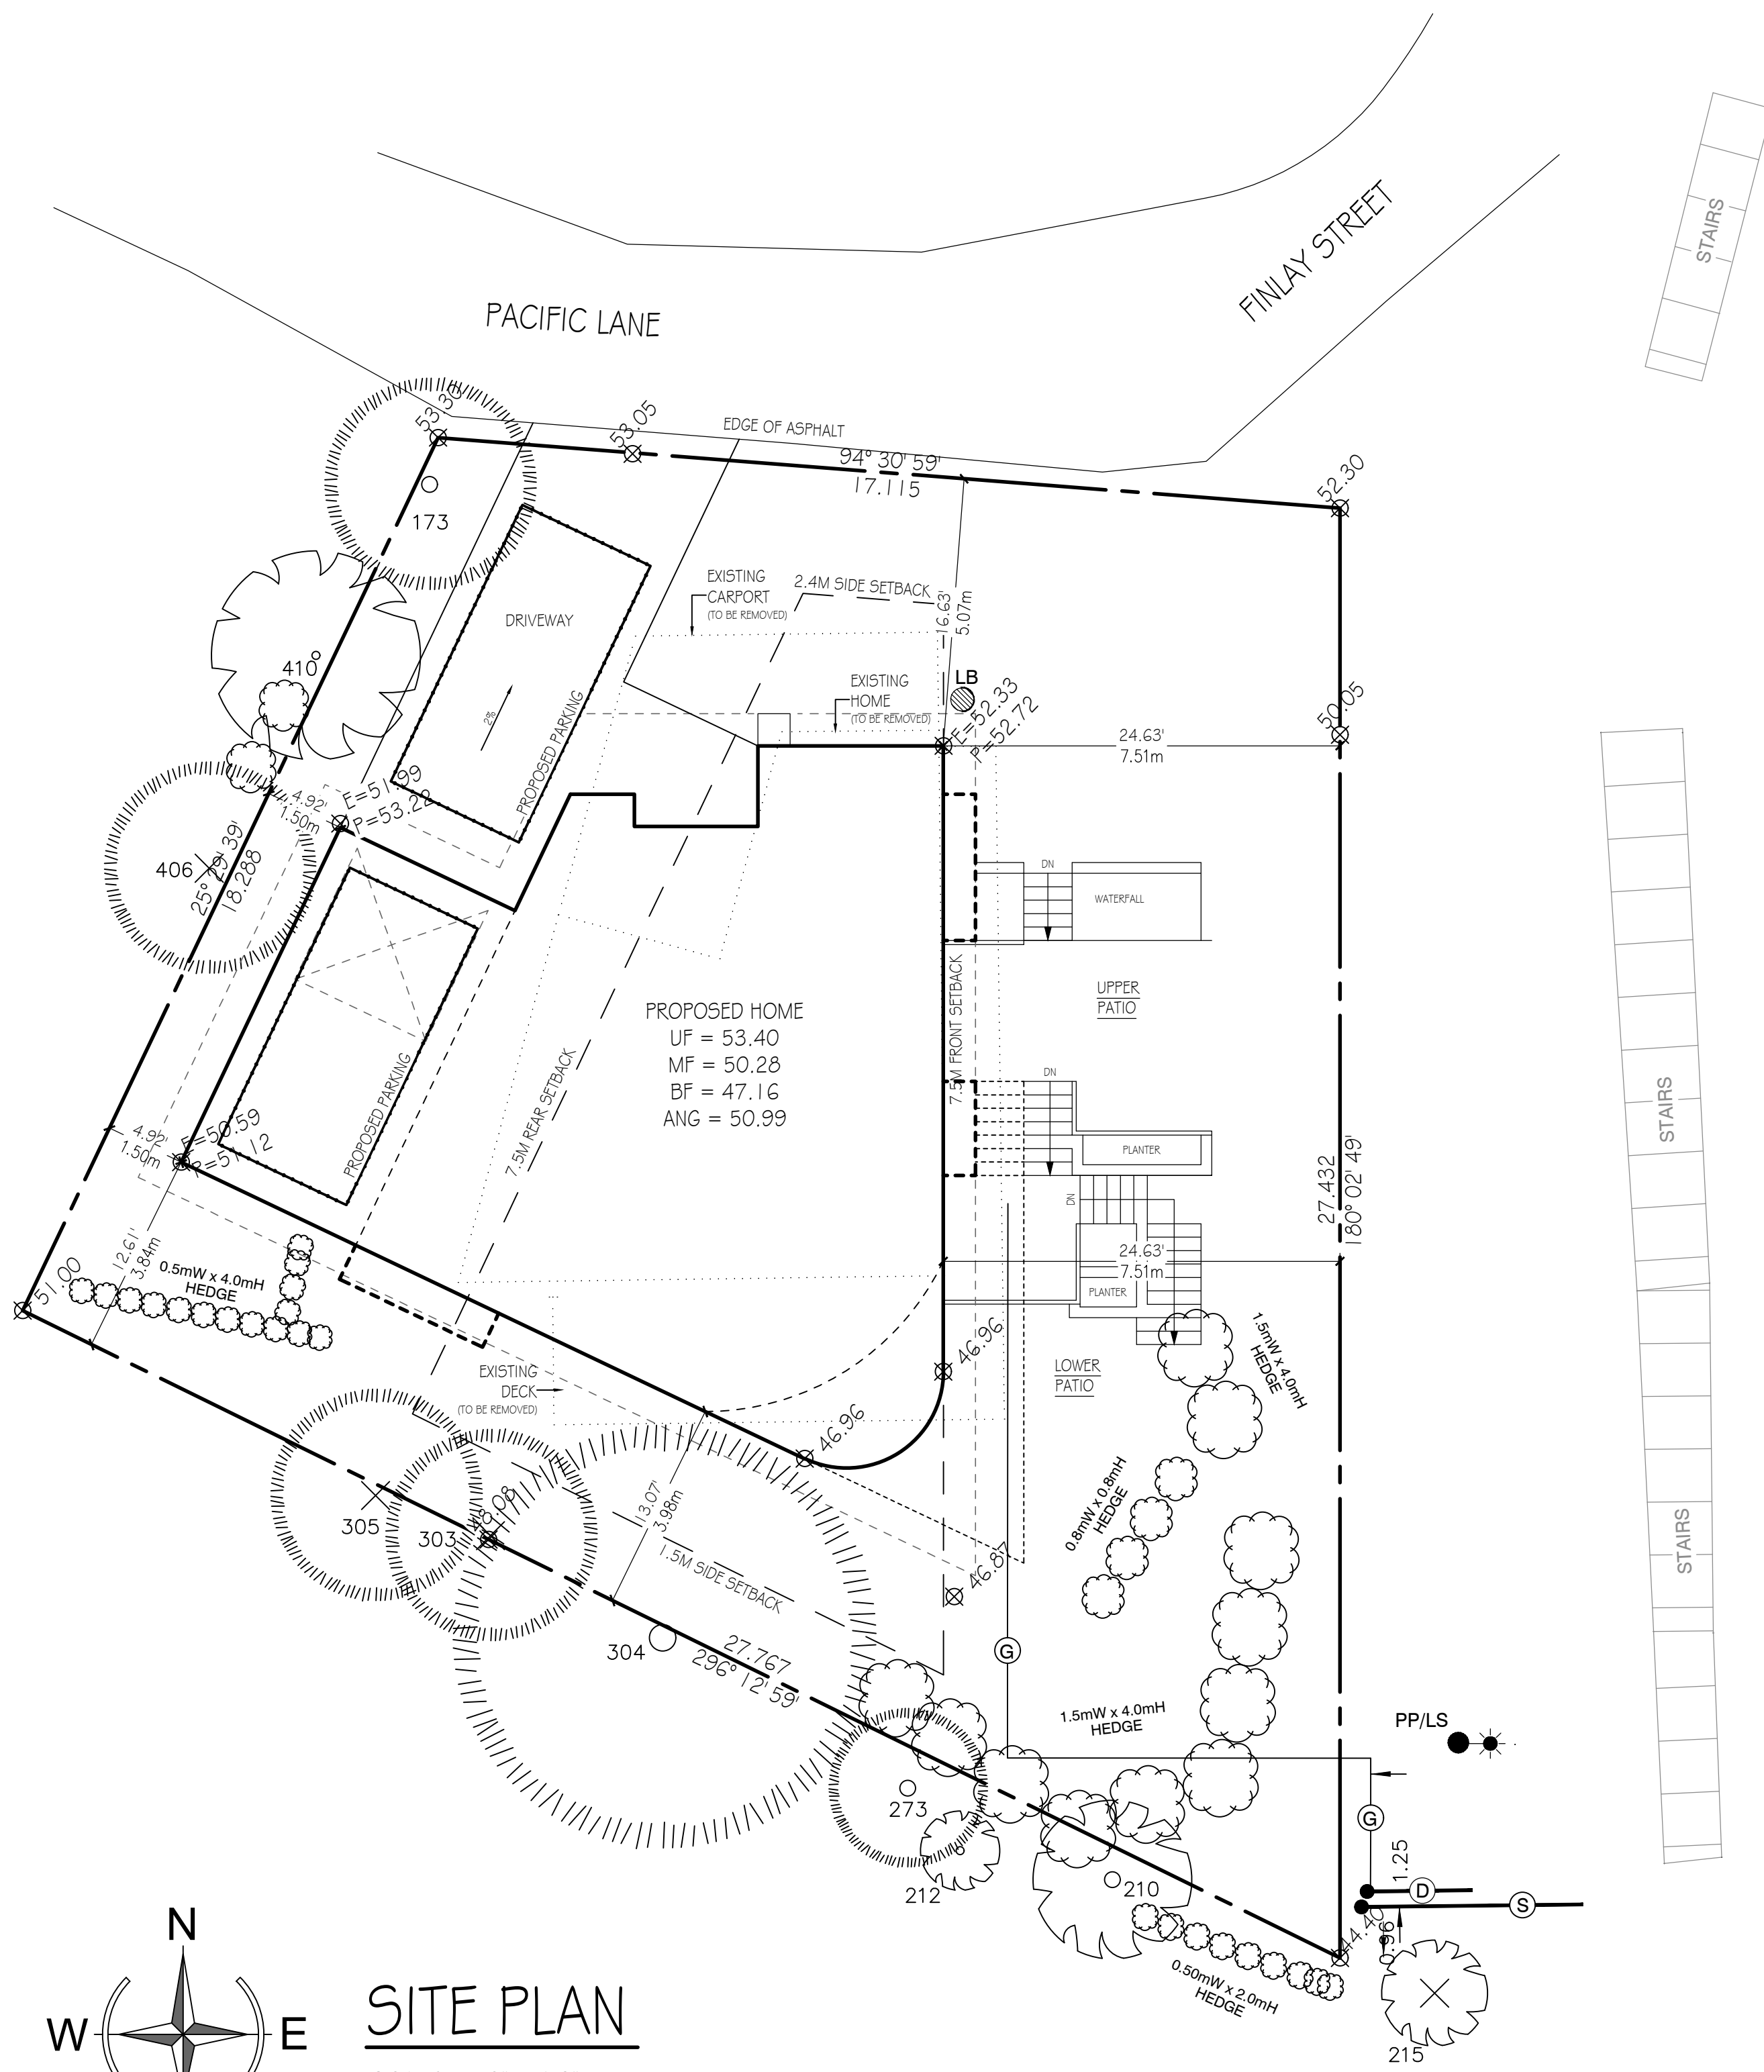 STAIRS
FINLAY STREET
PACIFIC LANE
53.30
53.05
EDGE OF ASPHALT
94° 30' 59'
17.115
52.30
173
EXISTING
CARPORT
(TO BE REMOVED)
2.4M SIDE SETBACK
16.63'
5.07m
DRIVEWAY
410
2%
PROPOSED PARKING
EXISTING
HOME
(TO BE REMOVED)
LB
E=52.33
P=52.72
50.05
24.63'
7.51m
4.92'
1.50m
E=51.99
P=53.22
406
25° 29' 39'
18.288
DN
WATERFALL
7.5M FRONT SETBACK
UPPER
PATIO
PROPOSED HOME
UF = 53.40
MF = 50.28
BF = 47.16
ANG = 50.99
7.5M REAR SETBACK
PROPOSED PARKING
STAIRS
DN
PLANTER
27.432
180° 02' 49'
4.92'
1.50m
E=50.59
P=51.12
DN
12.61'
3.84m
51.00
0.5mW x 4.0mH
HEDGE
24.63'
7.51m
PLANTER
46.96
1.5mW x 4.0mH
HEDGE
LOWER
PATIO
EXISTING
DECK
(TO BE REMOVED)
46.96
0.8mW x 0.8mH
HEDGE
STAIRS
305
303
48.08
13.07'
3.98m
1.5M SIDE SETBACK
46.87
304
27.767
296° 12' 59'
G
1.5mW x 4.0mH
HEDGE
PP/LS
273
G
212
210
1.25
D
S
44.40
0.96
0.50mW x 2.0mH
HEDGE
215
N
W
E
SITE PLAN